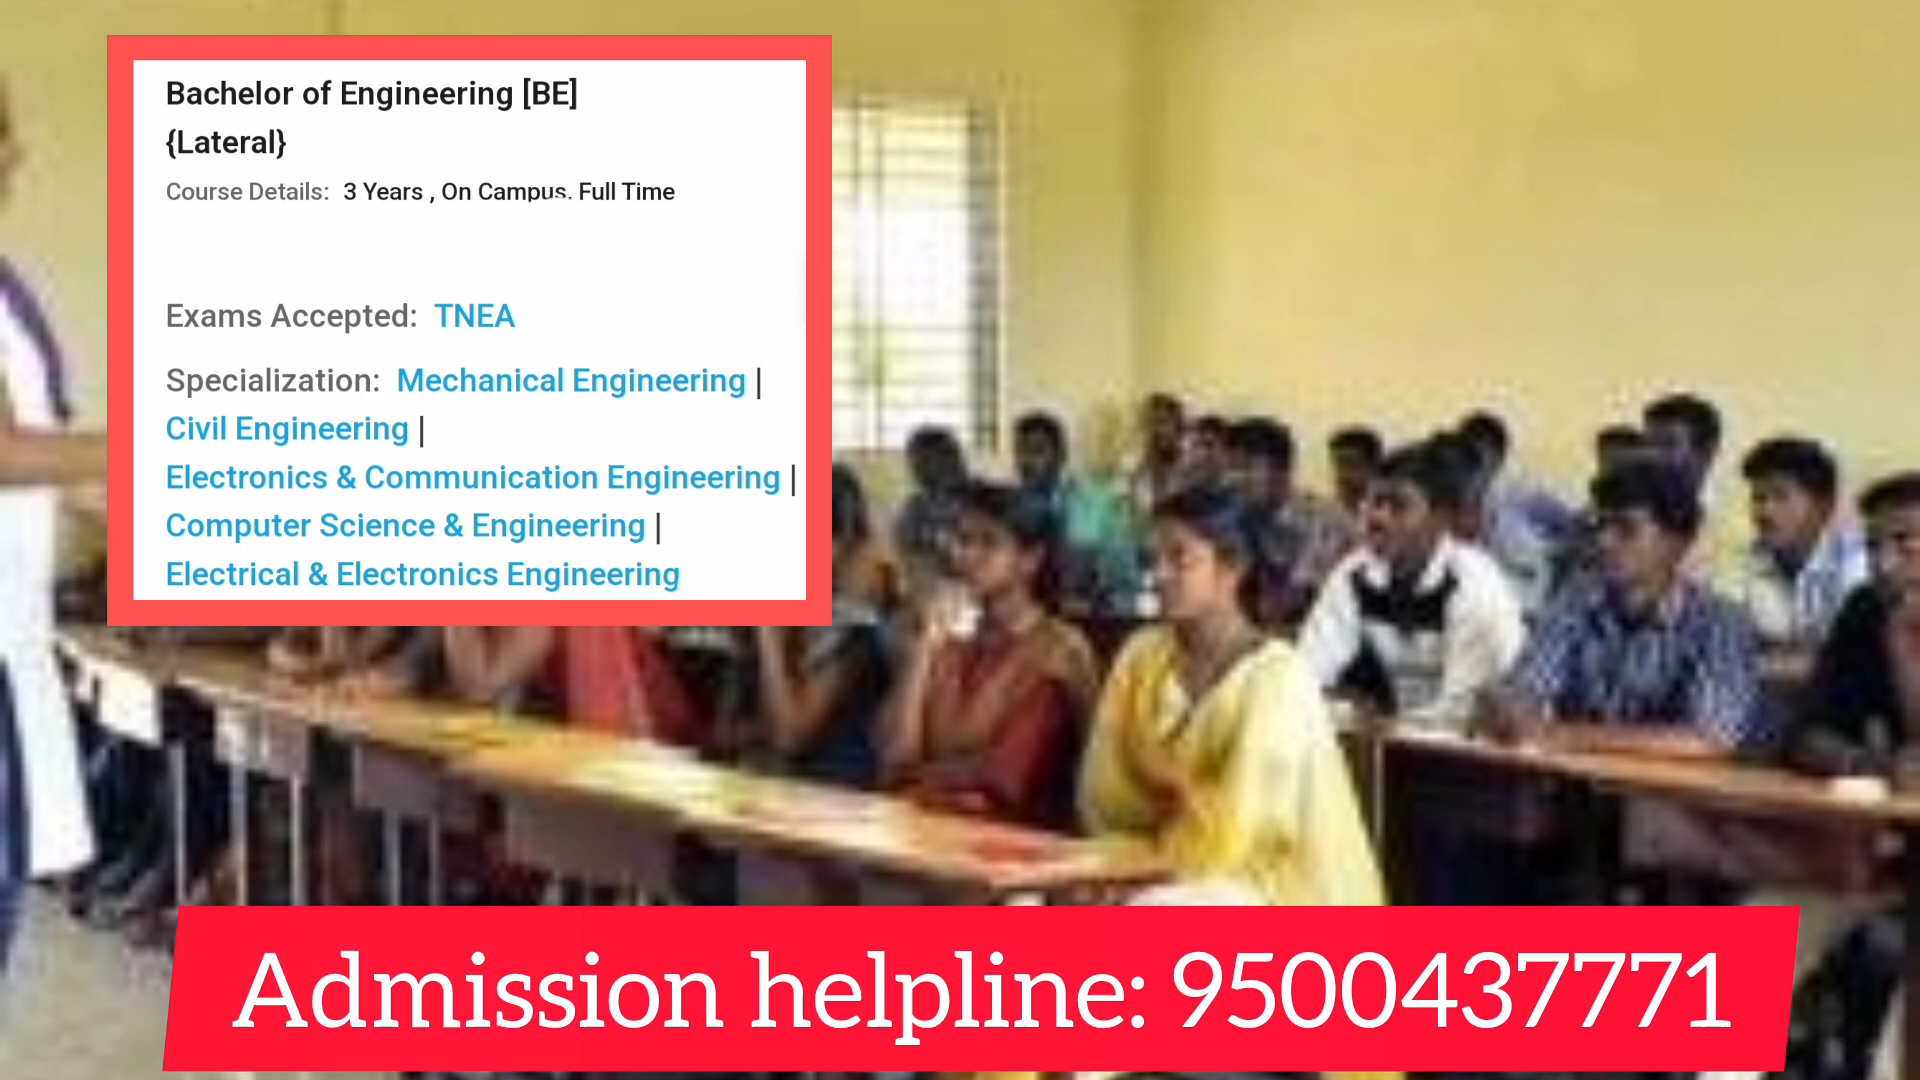 Bachelor of Engineering [BE]
{Lateral}
Course Details: 3 Years , On Campus. Full Time
Exams Accepted: TNEA
Specialization: Mechanical Engineering |
Civil Engineering |
Electronics & Communication Engineering |
Computer Science & Engineering |
Electrical & Electronics Engineering
Admission helpline: 9500437771